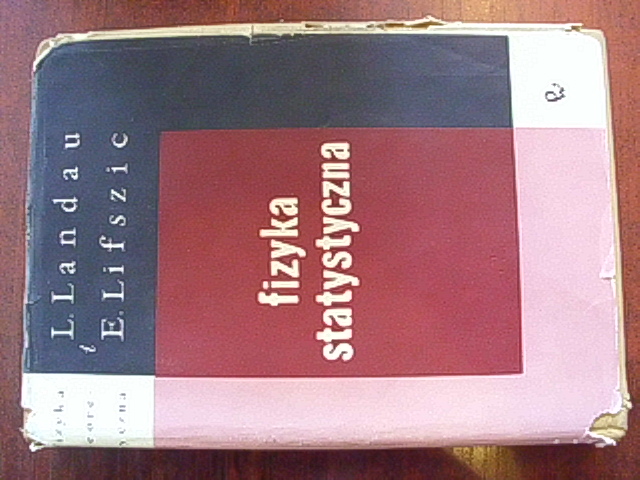 L. Landau
i
E. Lifszic
fizyka
statystyczna